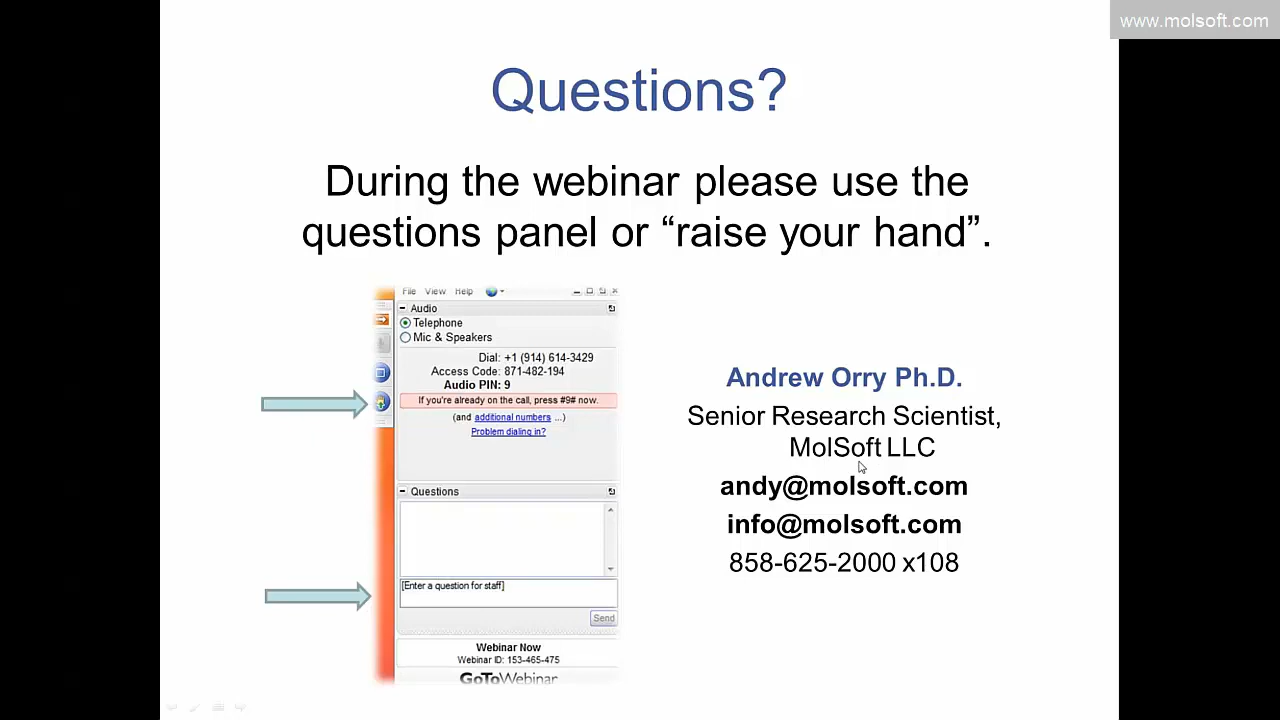 www.molsoft.com
Questions?
During the webinar please use the
questions panel or “raise your hand”.
File View Help
Audio
Telephone
Mic & Speakers
Dial: +1 (914) 614-3429
Access Code: 871-482-194
Audio PIN: 9
If you're already on the call, press #9# now.
(and additional numbers ...)
Problem dialing in?
Questions
[Enter a question for staff]
Send
Webinar Now
Webinar ID: 153-465-475
GoToWebinar
Andrew Orry Ph.D.
Senior Research Scientist,
MolSoft LLC
andy@molsoft.com
info@molsoft.com
858-625-2000 x108